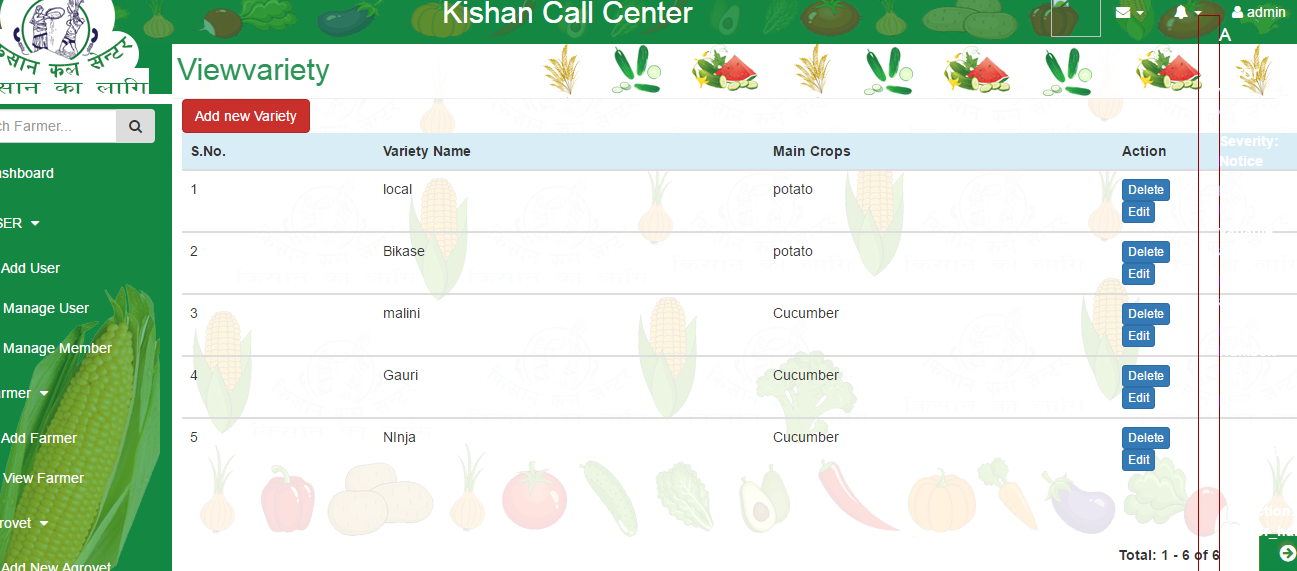 Kishan Call Center
admin
A
सान कल सेन्टर
सान का लागि
Viewvariety
ch Farmer...
Add new Variety
S.No. Variety Name Main Crops Action
Severity:
Notice
1 local potato Delete
Edit
2 Bikase potato Delete
Edit
3 malini Cucumber Delete
Edit
4 Gauri Cucumber Delete
Edit
5 NInja Cucumber Delete
Edit
Total: 1 - 6 of 6
ashboard
SER
Add User
Manage User
Manage Member
rmer
Add Farmer
View Farmer
rovet
Add New Agrovet